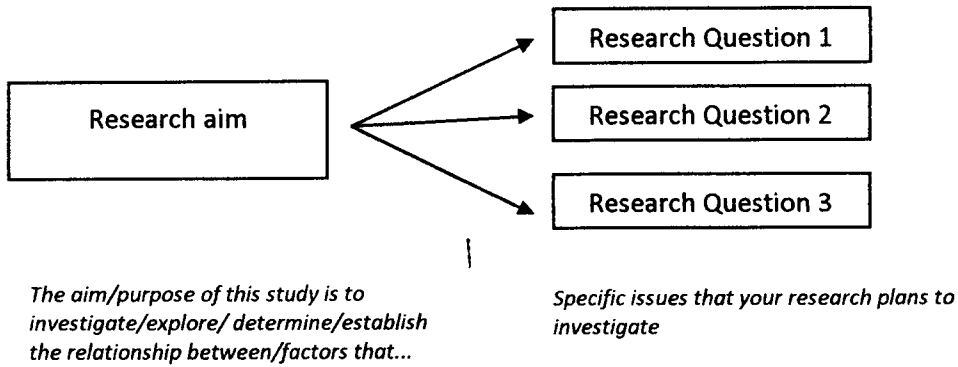 Research aim
Research Question 1
Research Question 2
Research Question 3
The aim/purpose of this study is to
investigate/explore/ determine/establish
the relationship between/factors that...
Specific issues that your research plans to
investigate